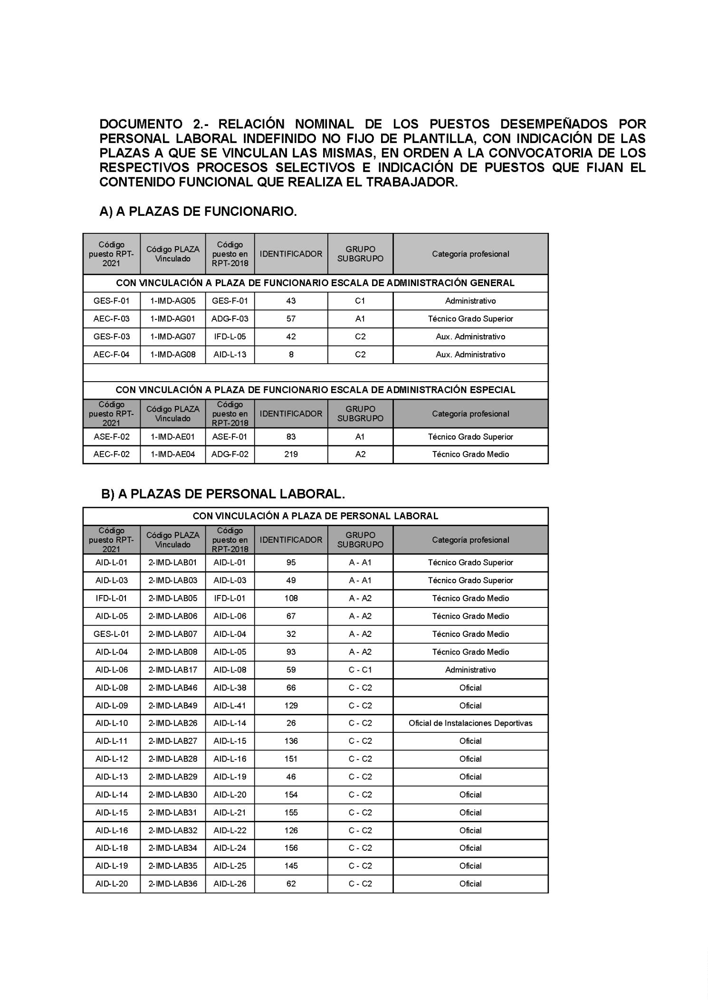 DOCUMENTO 2.- RELACIÓN NOMINAL DE LOS PUESTOS DESEMPEÑADOS POR
PERSONAL LABORAL INDEFINIDO NO FIJO DE PLANTILLA, CON INDICACIÓN DE LAS
PLAZAS A QUE SE VINCULAN LAS MISMAS, EN ORDEN A LA CONVOCATORIA DE LOS
RESPECTIVOS PROCESOS SELECTIVOS E INDICACIÓN DE PUESTOS QUE FIJAN EL
CONTENIDO FUNCIONAL QUE REALIZA EL TRABAJADOR.
A) A PLAZAS DE FUNCIONARIO.
Código puesto RPT-2021 Código PLAZA Vinculado Código puesto en RPT-2018 IDENTIFICADOR GRUPO SUBGRUPO Categoría profesional
CON VINCULACIÓN A PLAZA DE FUNCIONARIO ESCALA DE ADMINISTRACIÓN GENERAL
GES-F-01 1-IMD-AG05 GES-F-01 43 C1 Administrativo
AEC-F-03 1-IMD-AG01 ADG-F-03 57 A1 Técnico Grado Superior
GES-F-03 1-IMD-AG07 IFD-L-05 42 C2 Aux. Administrativo
AEC-F-04 1-IMD-AG08 AID-L-13 8 C2 Aux. Administrativo
CON VINCULACIÓN A PLAZA DE FUNCIONARIO ESCALA DE ADMINISTRACIÓN ESPECIAL
Código puesto RPT-2021 Código PLAZA Vinculado Código puesto en RPT-2018 IDENTIFICADOR GRUPO SUBGRUPO Categoría profesional
ASE-F-02 1-IMD-AE01 ASE-F-01 83 A1 Técnico Grado Superior
AEC-F-02 1-IMD-AE04 ADG-F-02 219 A2 Técnico Grado Medio
B) A PLAZAS DE PERSONAL LABORAL.
CON VINCULACIÓN A PLAZA DE PERSONAL LABORAL
Código puesto RPT-2021 Código PLAZA Vinculado Código puesto en RPT-2018 IDENTIFICADOR GRUPO SUBGRUPO Categoría profesional
AID-L-01 2-IMD-LAB01 AID-L-01 95 A - A1 Técnico Grado Superior
AID-L-03 2-IMD-LAB03 AID-L-03 49 A - A1 Técnico Grado Superior
IFD-L-01 2-IMD-LAB05 IFD-L-01 108 A - A2 Técnico Grado Medio
AID-L-05 2-IMD-LAB06 AID-L-06 67 A - A2 Técnico Grado Medio
GES-L-01 2-IMD-LAB07 AID-L-04 32 A - A2 Técnico Grado Medio
AID-L-04 2-IMD-LAB08 AID-L-05 93 A - A2 Técnico Grado Medio
AID-L-06 2-IMD-LAB17 AID-L-08 59 C - C1 Administrativo
AID-L-08 2-IMD-LAB46 AID-L-38 66 C - C2 Oficial
AID-L-09 2-IMD-LAB49 AID-L-41 129 C - C2 Oficial
AID-L-10 2-IMD-LAB26 AID-L-14 26 C - C2 Oficial de Instalaciones Deportivas
AID-L-11 2-IMD-LAB27 AID-L-15 136 C - C2 Oficial
AID-L-12 2-IMD-LAB28 AID-L-16 151 C - C2 Oficial
AID-L-13 2-IMD-LAB29 AID-L-19 46 C - C2 Oficial
AID-L-14 2-IMD-LAB30 AID-L-20 154 C - C2 Oficial
AID-L-15 2-IMD-LAB31 AID-L-21 155 C - C2 Oficial
AID-L-16 2-IMD-LAB32 AID-L-22 126 C - C2 Oficial
AID-L-18 2-IMD-LAB34 AID-L-24 156 C - C2 Oficial
AID-L-19 2-IMD-LAB35 AID-L-25 145 C - C2 Oficial
AID-L-20 2-IMD-LAB36 AID-L-26 62 C - C2 Oficial